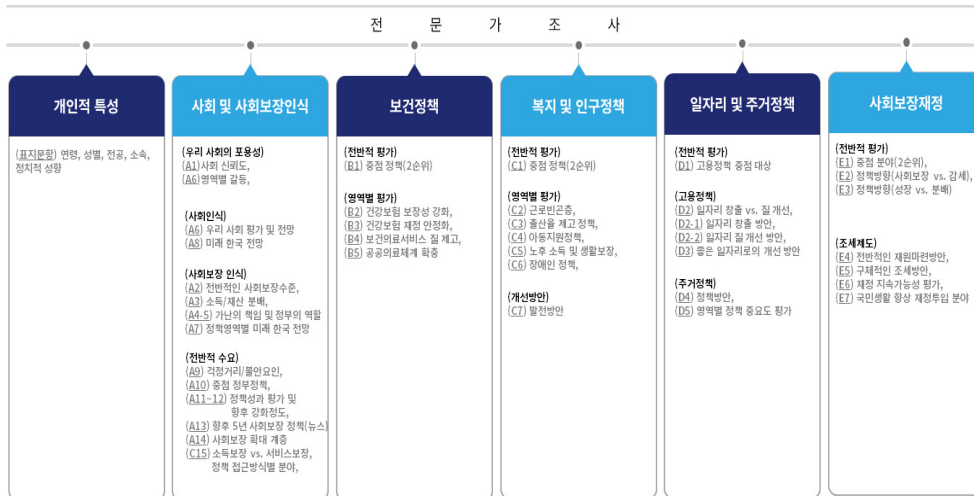 전 문 가 조 사
개인적 특성
(표지문항) 연령, 성별, 전공, 소속,
정치적 성향
사회 및 사회보장인식
(우리 사회의 포용성)
(A1)사회 신뢰도,
(A6)영역별 갈등,
(사회인식)
(A6) 우리 사회 평가 및 전망
(A8) 미래 한국 전망
(사회보장 인식)
(A2) 전반적인 사회보장수준,
(A3) 소득/재산 분배,
(A4-5) 가난의 책임 및 정부의 역할
(A7) 정책영역별 미래 한국 전망
(전반적 수요)
(A9) 걱정거리/불안요인,
(A10) 중점 정부정책,
(A11~12) 정책성과 평가 및
향후 강화정도,
(A13) 향후 5년 사회보장 정책(뉴스)
(A14) 사회보장 확대 계층
(C15) 소득보장 vs. 서비스보장,
정책 접근방식별 분야,
보건정책
(전반적 평가)
(B1) 중점 정책(2순위)
(영역별 평가)
(B2) 건강보험 보장성 강화,
(B3) 건강보험 재정 안정화,
(B4) 보건의료서비스 질 제고,
(B5) 공공의료체계 확충
복지 및 인구정책
(전반적 평가)
(C1) 중점 정책(2순위)
(영역별 평가)
(C2) 근로빈곤층,
(C3) 출산율 제고 정책,
(C4) 아동지원정책,
(C5) 노후 소득 및 생활보장,
(C6) 장애인 정책,
(개선방안)
(C7) 발전방안
일자리 및 주거정책
(전반적 평가)
(D1) 고용정책 중점 대상
(고용정책)
(D2) 일자리 창출 vs. 질 개선,
(D2-1) 일자리 창출 방안,
(D2-2) 일자리 질 개선 방안,
(D3) 좋은 일자리로의 개선 방안
(주거정책)
(D4) 정책방안,
(D5) 영역별 정책 중요도 평가
사회보장재정
(전반적 평가)
(E1) 중점 분야(2순위),
(E2) 정책방향(사회보장 vs. 감세),
(E3) 정책방향(성장 vs. 분배)
(조세제도)
(E4) 전반적인 재원마련방안,
(E5) 구체적인 조세방안,
(E6) 재정 지속가능성 평가,
(E7) 국민생활 향상 재정투입 분야